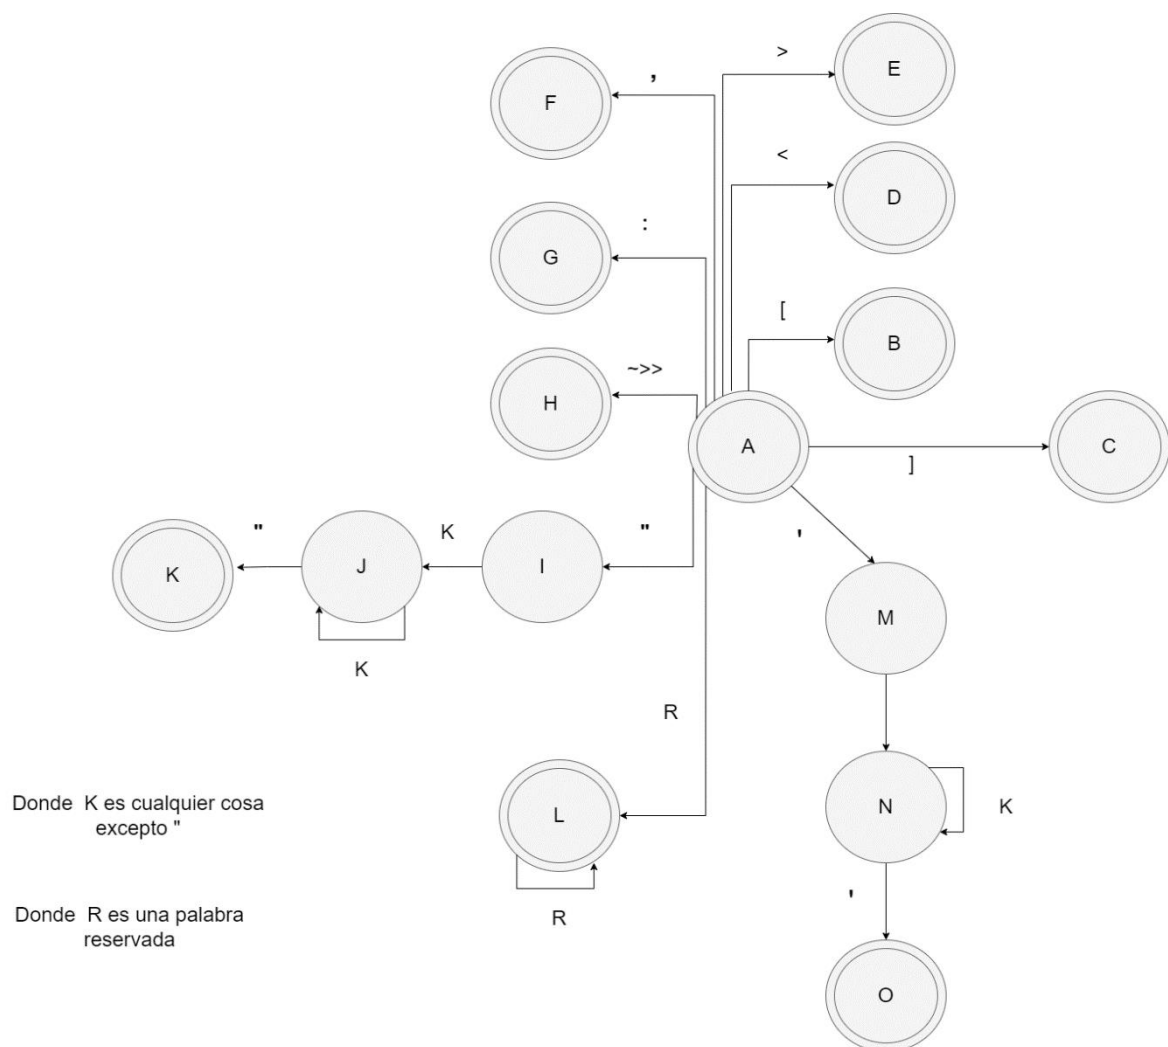 >
E
,
F
<
D
:
G
[
B
~>>
H
A
C
]
"
K
"
K
J
I
'
M
K
R
Donde K es cualquier cosa
excepto "
L
N
K
R
'
Donde R es una palabra
reservada
O